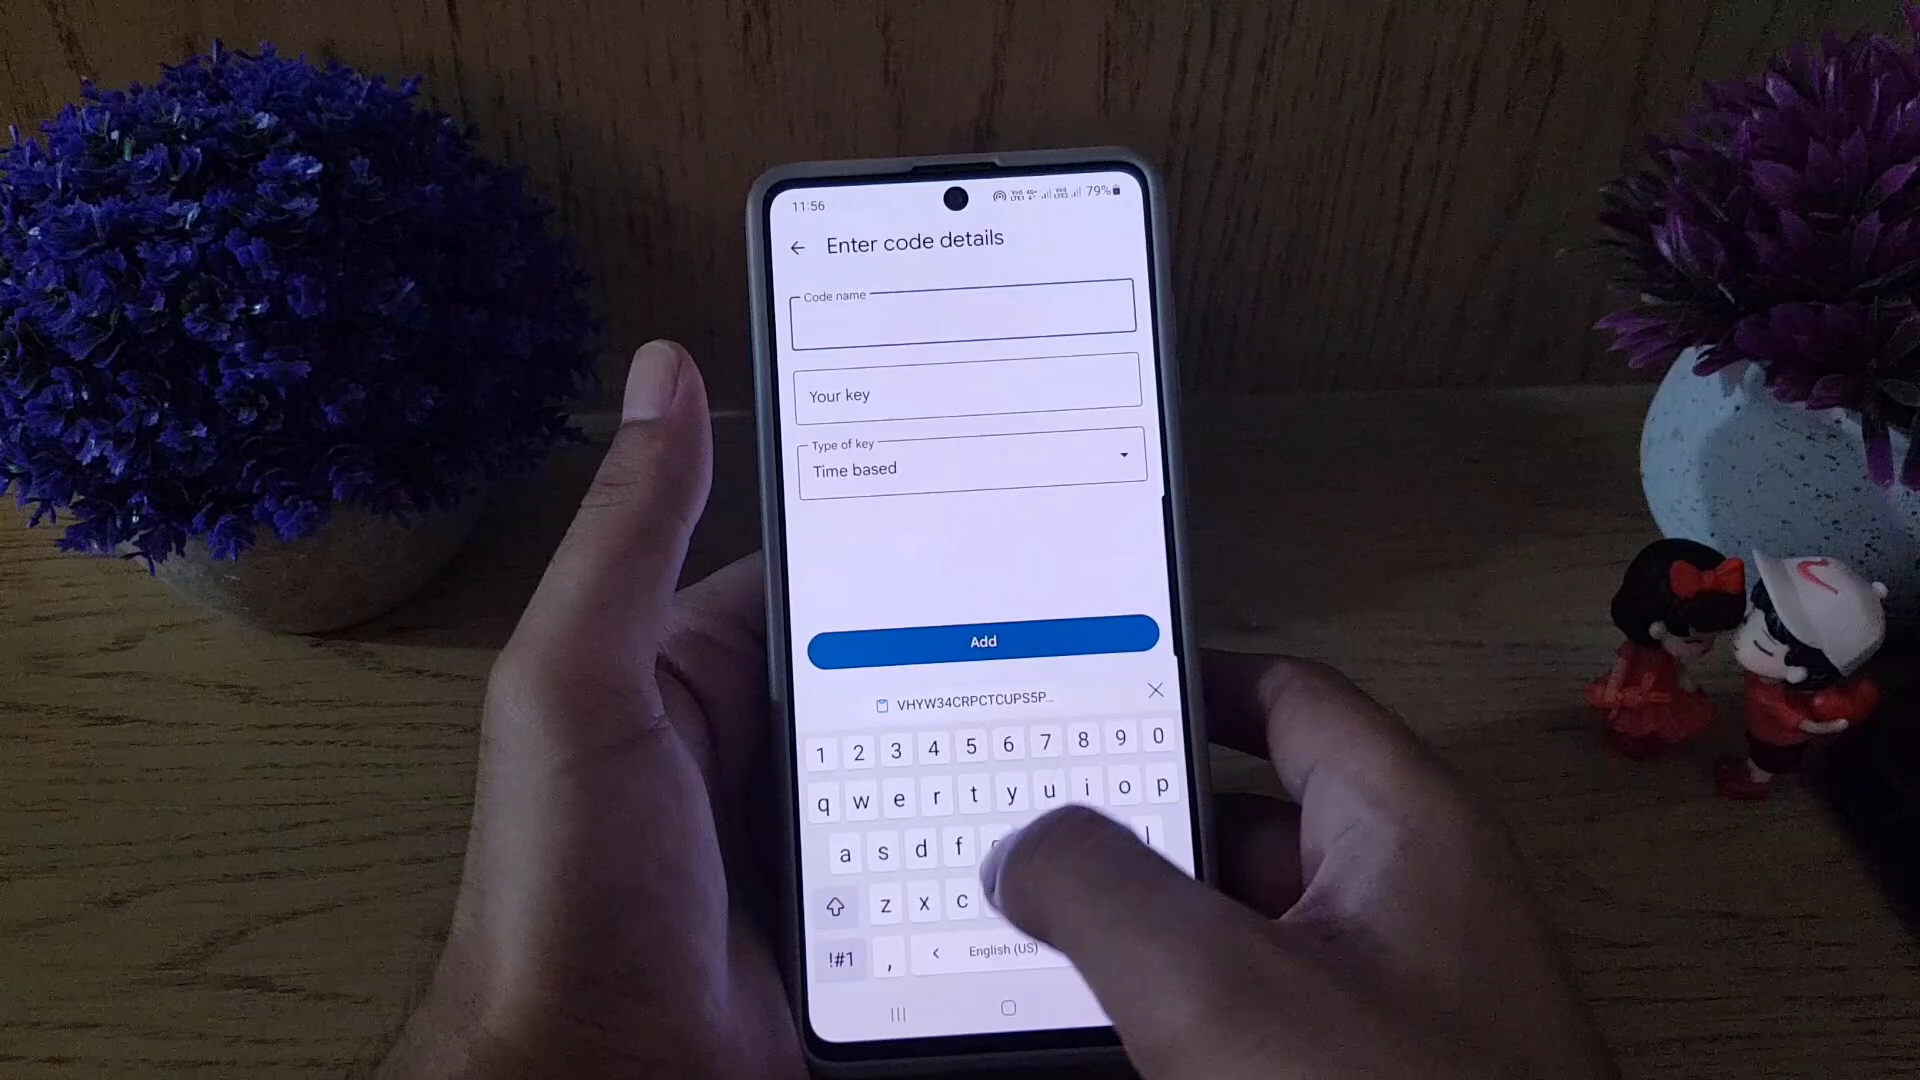 11:56
79%
Enter code details
Code name
Your key
Type of key
Time based
Add
VHYW34CRPCTCUPS5P...
1 2 3 4 5 6 7 8 9 0
q w e r t y u i o p
a s d f
z x c
!#1 , < English (US)